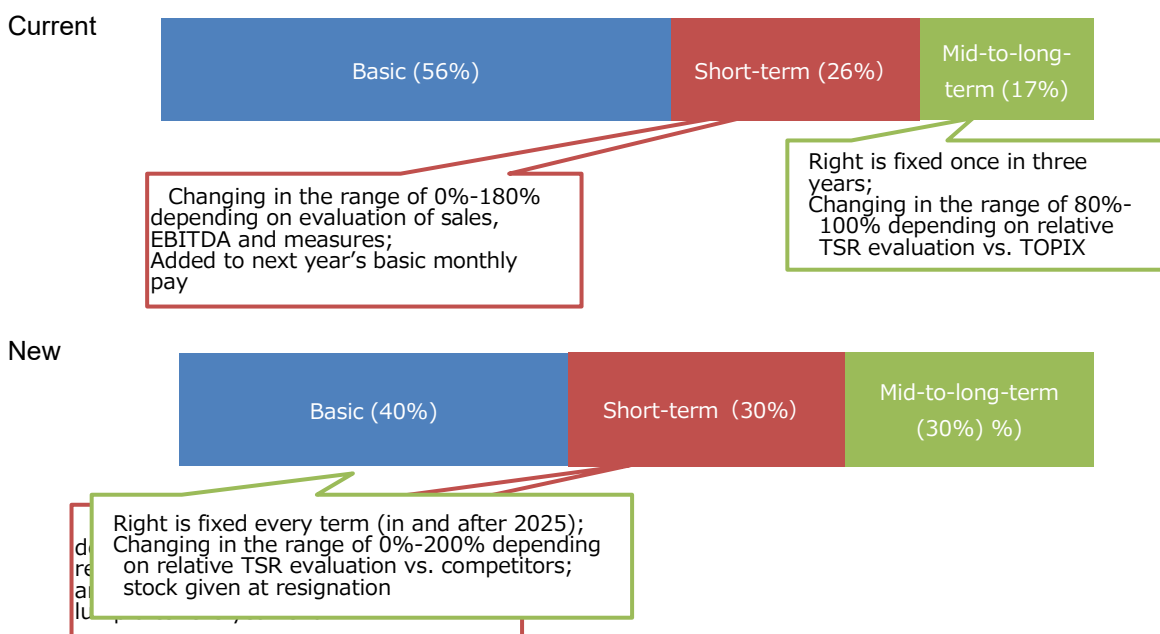 Current
Basic (56%)
Short-term (26%)
Mid-to-long-
term (17%)
Changing in the range of 0%-180%
depending on evaluation of sales,
EBITDA and measures;
Added to next year’s basic monthly
pay
Right is fixed once in three
years;
Changing in the range of 80%-
100% depending on relative
TSR evaluation vs. TOPIX
New
Basic (40%)
Short-term（30%）
Mid-to-long-term
(30%) %)
Right is fixed every term (in and after 2025);
Changing in the range of 0%-200% depending
on relative TSR evaluation vs. competitors;
stock given at resignation